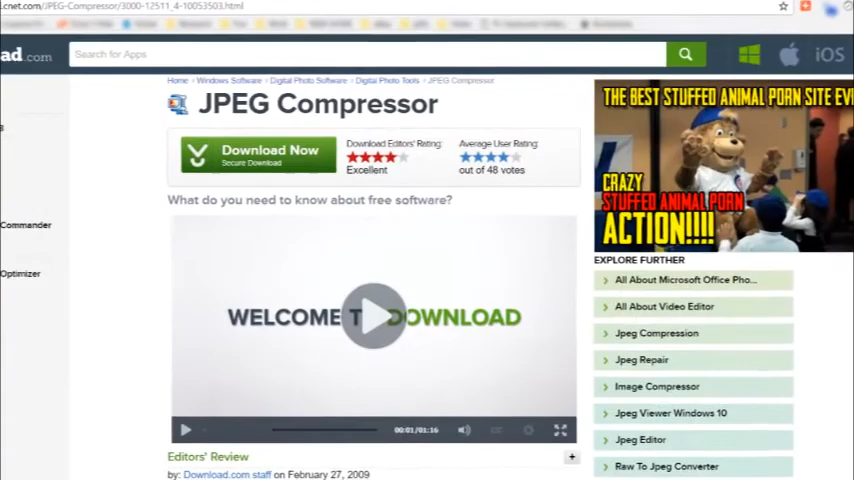 .cnet.com/JPEG-Compressor/3000-12511_4-10053503.html
ad.com
Search for Apps
iOS
Home > Windows Software > Digital Photo Software > Digital Photo Tools > JPEG Compressor
JPEG Compressor
Download Now
Secure Download
Download Editors' Rating:
Excellent
Average User Rating:
out of 48 votes
What do you need to know about free software?
WELCOME T DOWNLOAD
00:01/01:16
Editors' Review
+
by: Download.com staff on February 27, 2009
Commander
Optimizer
THE BEST STUFFED ANIMAL PORN SITE EV
CRAZY
STUFFED ANIMAL PORN
ACTION!!!!
EXPLORE FURTHER
All About Microsoft Office Pho...
All About Video Editor
Jpeg Compression
Jpeg Repair
Image Compressor
Jpeg Viewer Windows 10
Jpeg Editor
Raw To Jpeg Converter